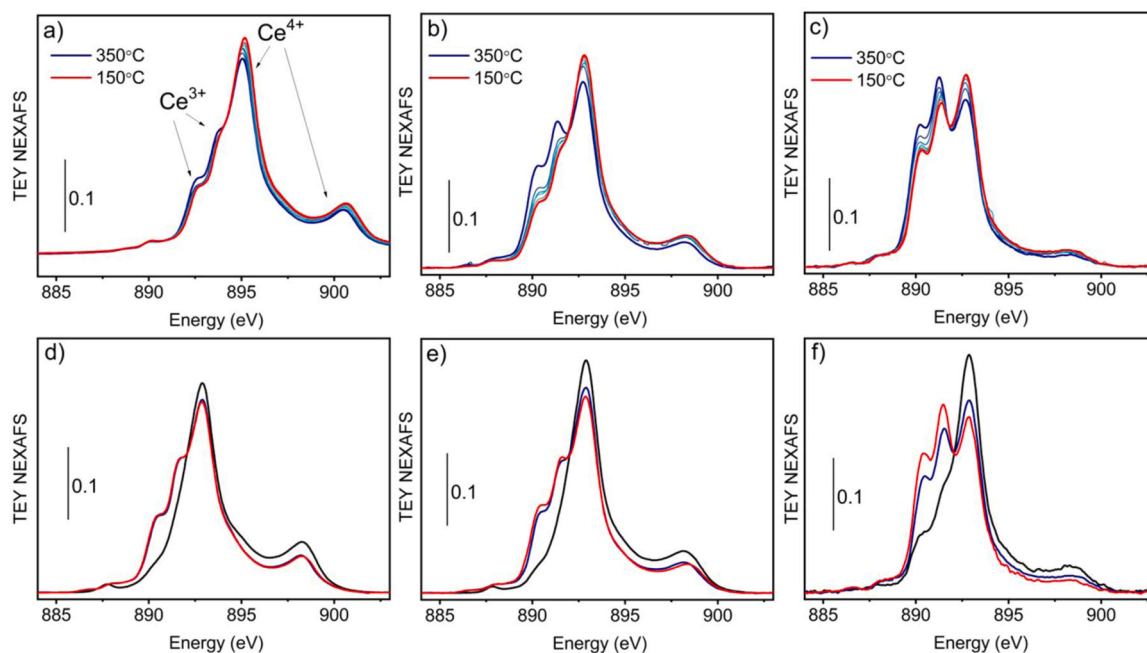 a)
Ce4+
350°C
150°C
Ce3+
0.1
TEY NEXAFS
885 890 895 900
Energy (eV)
b)
350°C
150°C
0.1
TEY NEXAFS
885 890 895 900
Energy (eV)
c)
350°C
150°C
0.1
TEY NEXAFS
885 890 895 900
Energy (eV)
d)
0.1
TEY NEXAFS
885 890 895 900
Energy (eV)
e)
0.1
TEY NEXAFS
885 890 895 900
Energy (eV)
f)
0.1
TEY NEXAFS
885 890 895 900
Energy (eV)